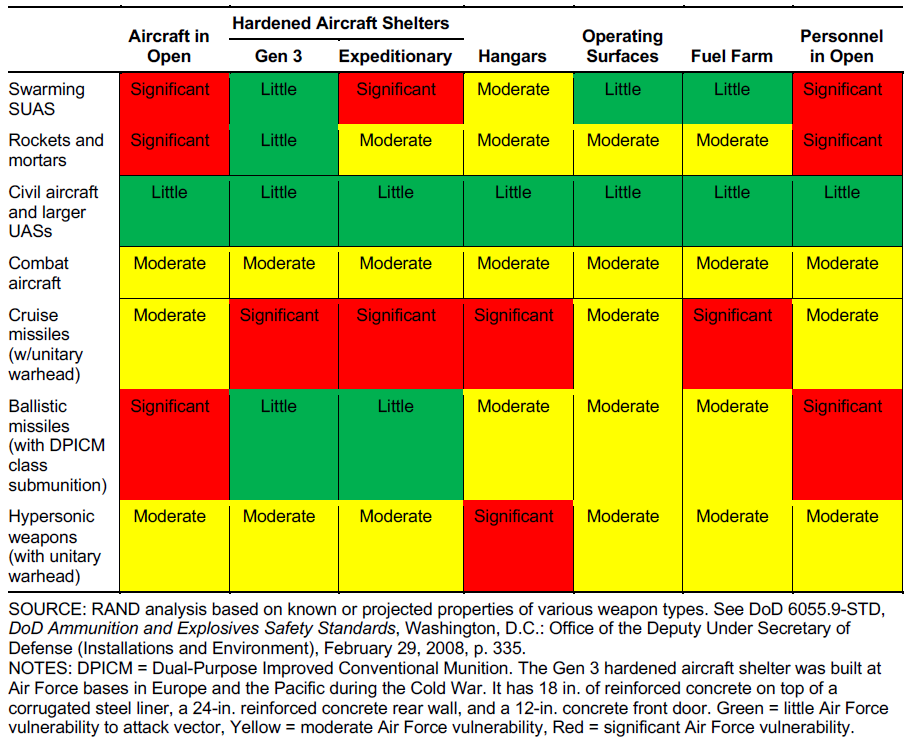 Hardened Aircraft Shelters
Aircraft in Open Gen 3 Expeditionary Hangars Operating Surfaces Fuel Farm Personnel in Open
Swarming SUAS Significant Little Significant Moderate Little Little Significant
Rockets and mortars Significant Little Moderate Moderate Moderate Moderate Significant
Civil aircraft and larger UASs Little Little Little Little Little Little Little
Combat aircraft Moderate Moderate Moderate Moderate Moderate Moderate Moderate
Cruise missiles (w/unitary warhead) Moderate Significant Significant Significant Moderate Significant Moderate
Ballistic missiles (with DPICM class submunition) Significant Little Little Moderate Moderate Moderate Significant
Hypersonic weapons (with unitary warhead) Moderate Moderate Moderate Significant Moderate Moderate Moderate
SOURCE: RAND analysis based on known or projected properties of various weapon types. See DoD 6055.9-STD,
DoD Ammunition and Explosives Safety Standards, Washington, D.C.: Office of the Deputy Under Secretary of
Defense (Installations and Environment), February 29, 2008, p. 335.
NOTES: DPICM = Dual-Purpose Improved Conventional Munition. The Gen 3 hardened aircraft shelter was built at
Air Force bases in Europe and the Pacific during the Cold War. It has 18 in. of reinforced concrete on top of a
corrugated steel liner, a 24-in. reinforced concrete rear wall, and a 12-in. concrete front door. Green = little Air Force
vulnerability to attack vector, Yellow = moderate Air Force vulnerability, Red = significant Air Force vulnerability.